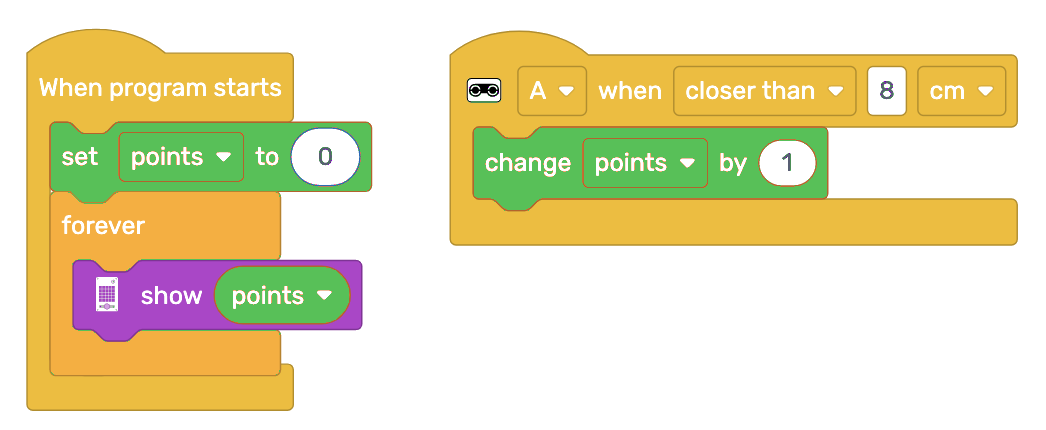 When program starts
set points to 0
forever
show points
A when closer than 8 cm
change points by 1